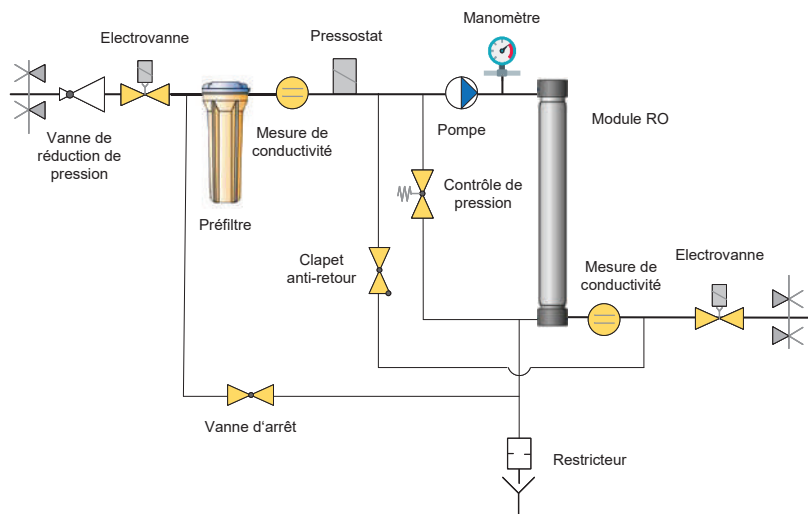 Manomètre
Electrovanne
Pressostat
Pompe
Module RO
Mesure de
conductivité
Vanne de
réduction de
pression
Préfiltre
Contrôle de
pression
Clapet
anti-retour
Mesure de
conductivité
Electrovanne
Vanne d'arrêt
Restricteur